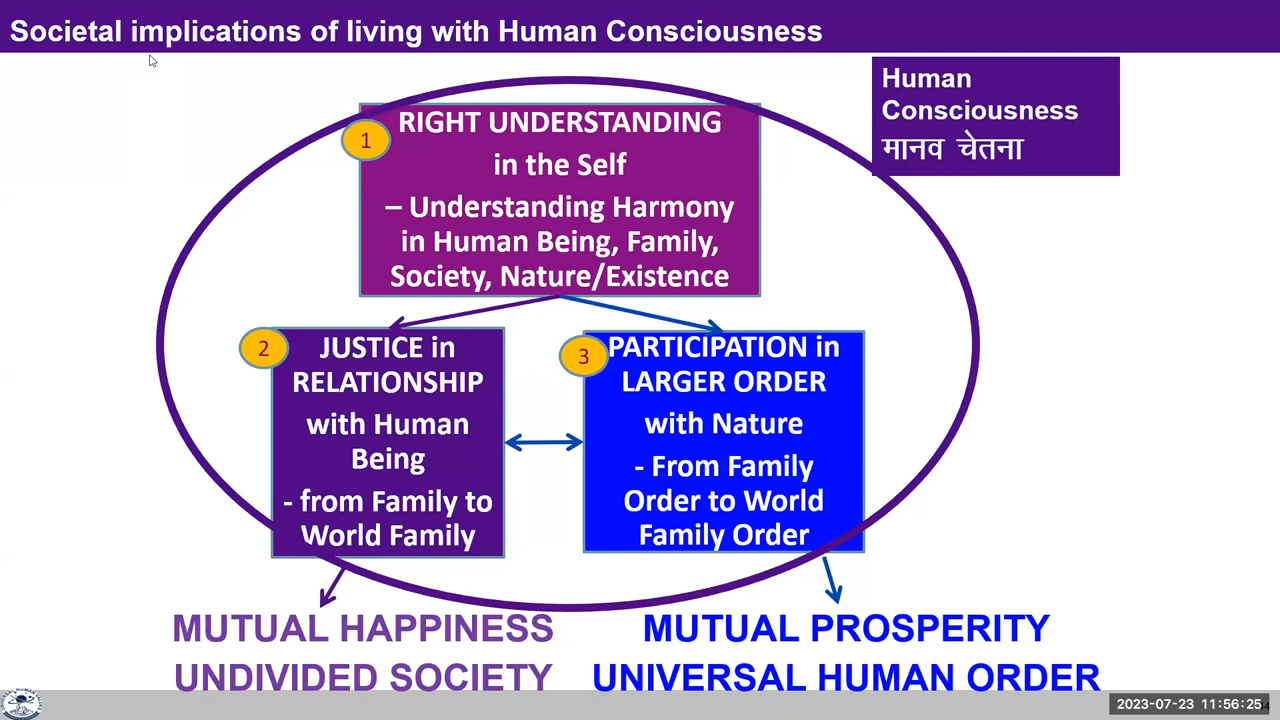 Societal implications of living with Human Consciousness
Human
Consciousness
मानव चेतना
1
RIGHT UNDERSTANDING
in the Self
– Understanding Harmony
in Human Being, Family,
Society, Nature/Existence
2
JUSTICE in
RELATIONSHIP
with Human
Being
- from Family to
World Family
3
PARTICIPATION in
LARGER ORDER
with Nature
- From Family
Order to World
Family Order
MUTUAL HAPPINESS
UNDIVIDED SOCIETY
MUTUAL PROSPERITY
UNIVERSAL HUMAN ORDER
2023-07-23 11:56:25